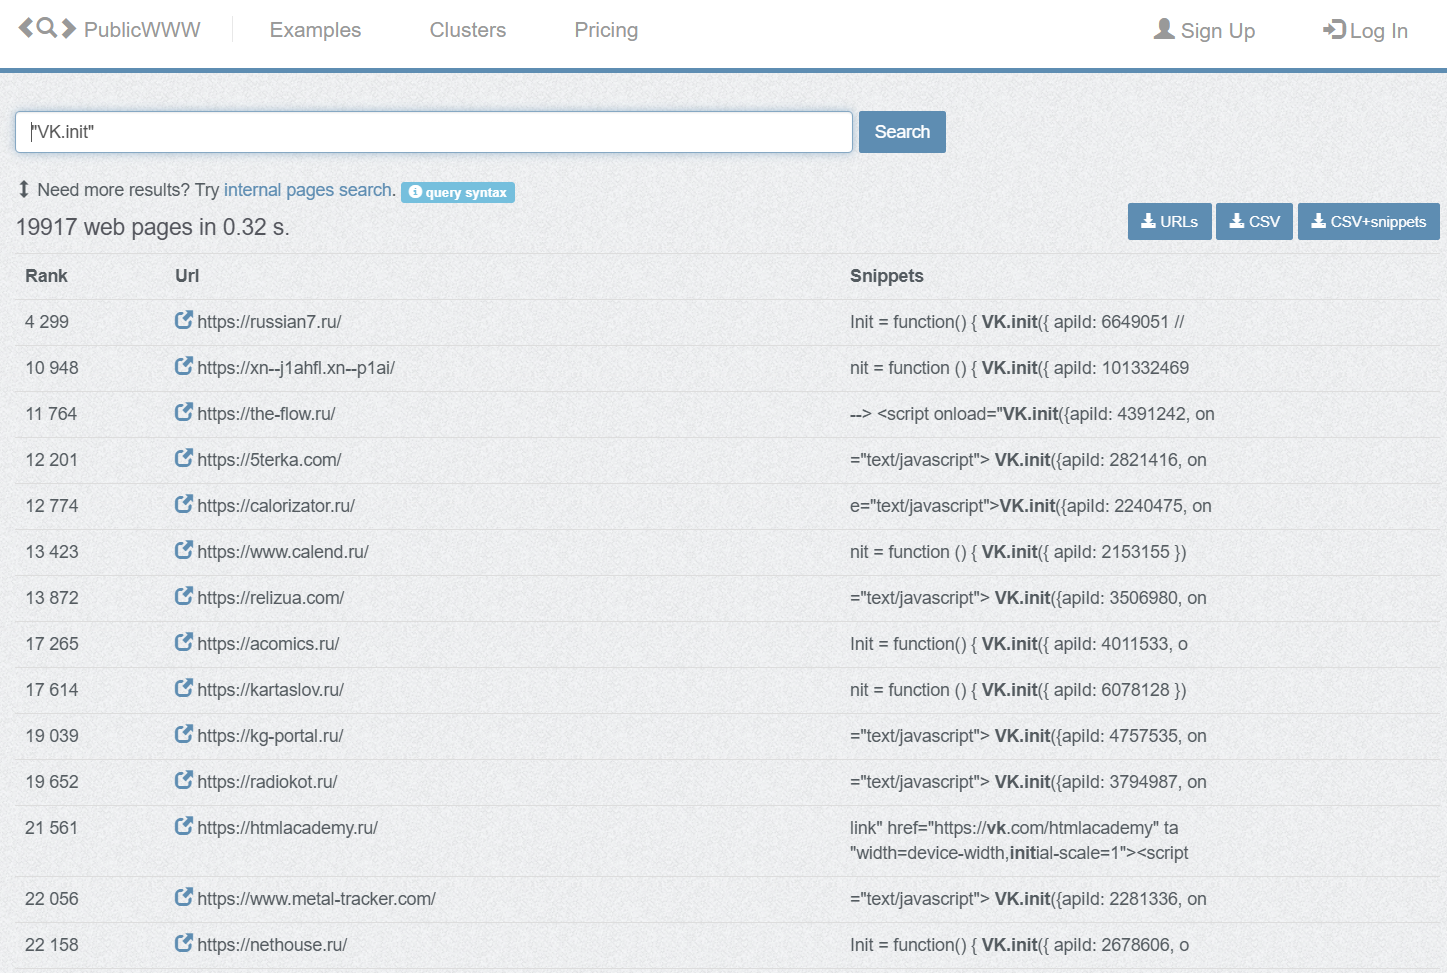 PublicWWW Examples Clusters Pricing Sign Up Log In
"VK.init" Search
Need more results? Try internal pages search. query syntax
19917 web pages in 0.32 s. URLs CSV CSV+snippets
Rank Url Snippets
4 299 https://russian7.ru/ Init = function() { VK.init({ apiId: 6649051 //
10 948 https://xn--j1ahfl.xn--p1ai/ nit = function () { VK.init({ apiId: 101332469
11 764 https://the-flow.ru/ --> <script onload="VK.init({apiId: 4391242, on
12 201 https://5terka.com/ ="text/javascript"> VK.init({apiId: 2821416, on
12 774 https://calorizator.ru/ e="text/javascript">VK.init({apiId: 2240475, on
13 423 https://www.calend.ru/ nit = function () { VK.init({ apiId: 2153155 })
13 872 https://relizua.com/ ="text/javascript"> VK.init({apiId: 3506980, on
17 265 https://acomics.ru/ Init = function() { VK.init({ apiId: 4011533, o
17 614 https://kartaslov.ru/ nit = function () { VK.init({ apiId: 6078128 })
19 039 https://kg-portal.ru/ ="text/javascript"> VK.init({apiId: 4757535, on
19 652 https://radiokot.ru/ ="text/javascript"> VK.init({apiId: 3794987, on
21 561 https://htmlacademy.ru/ link" href="https://vk.com/htmlacademy" ta
"width=device-width,initial-scale=1"><script
22 056 https://www.metal-tracker.com/ ="text/javascript"> VK.init({apiId: 2281336, on
22 158 https://nethouse.ru/ Init = function() { VK.init({ apiId: 2678606, o